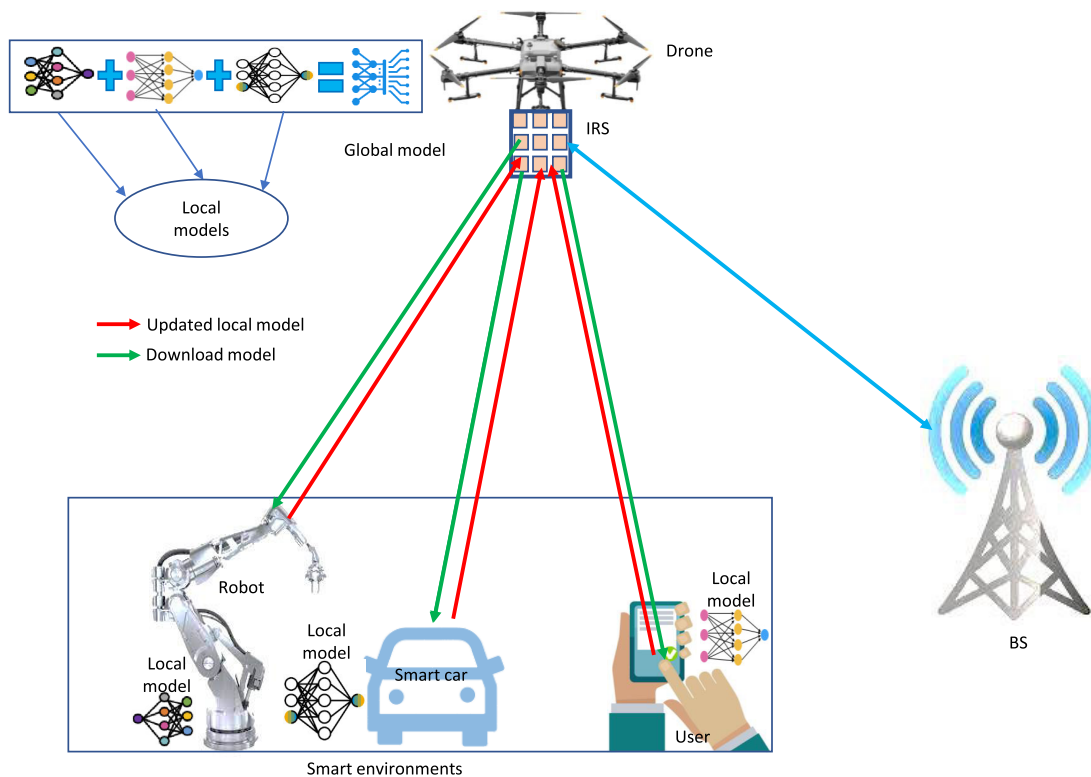 Drone
IRS
Global model
Local
models
Updated local model
Download model
Robot
Local
model
Local
model
Smart car
Local
model
User
BS
Smart environments